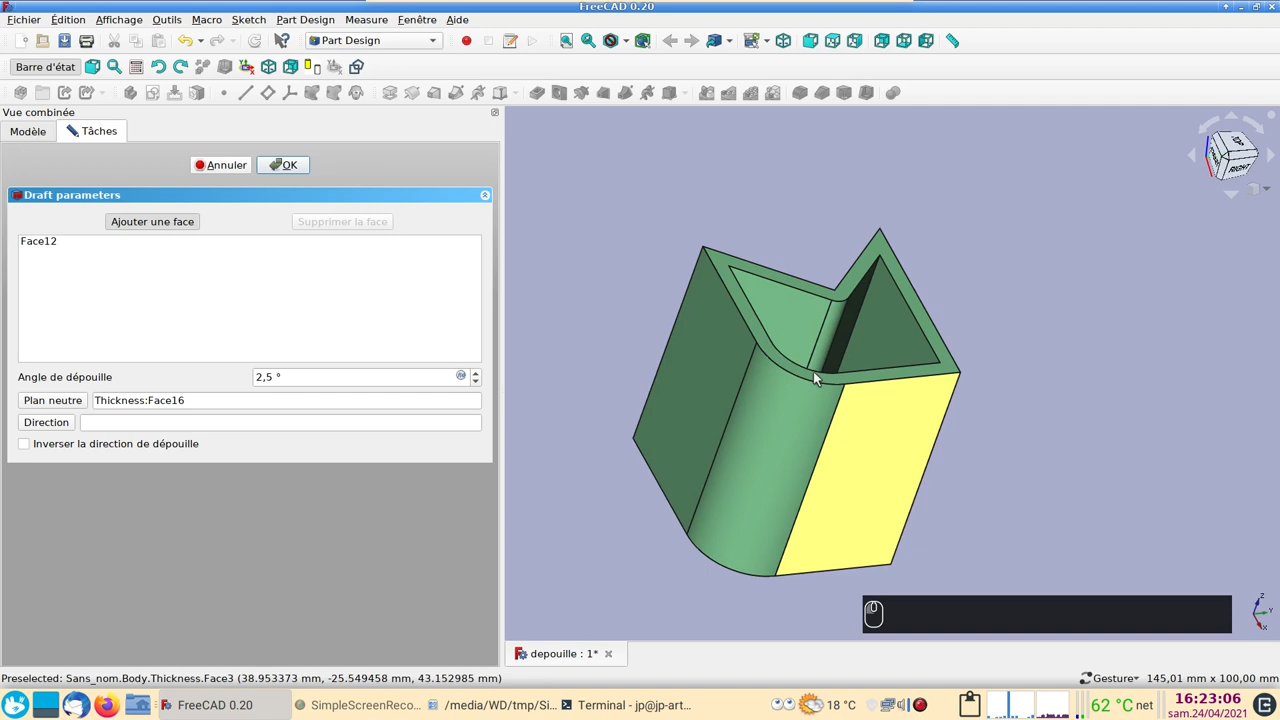 FreeCAD 0.20
Fichier Édition Affichage Outils Macro Sketch Part Design Measure Fenêtre Aide
Part Design
Barre d'état
Vue combinée
Modèle Tâches
Annuler OK
Draft parameters
Ajouter une face Supprimer la face
Face12
Angle de dépouille 2,5 °
Plan neutre Thickness:Face16
Direction
Inverser la direction de dépouille
TOP
RIGHT
Z
Y
X
depouille : 1*
Preselected: Sans_nom.Body.Thickness.Face3 (38.953373 mm, -25.549458 mm, 43.152985 mm) Gesture 145,01 mm x 100,00 mm
FreeCAD 0.20 SimpleScreenReco... /media/WD/tmp/Si... Terminal - jp@jp-art... 18 °C 62 °C net 16:23:06
sam.24/04/2021